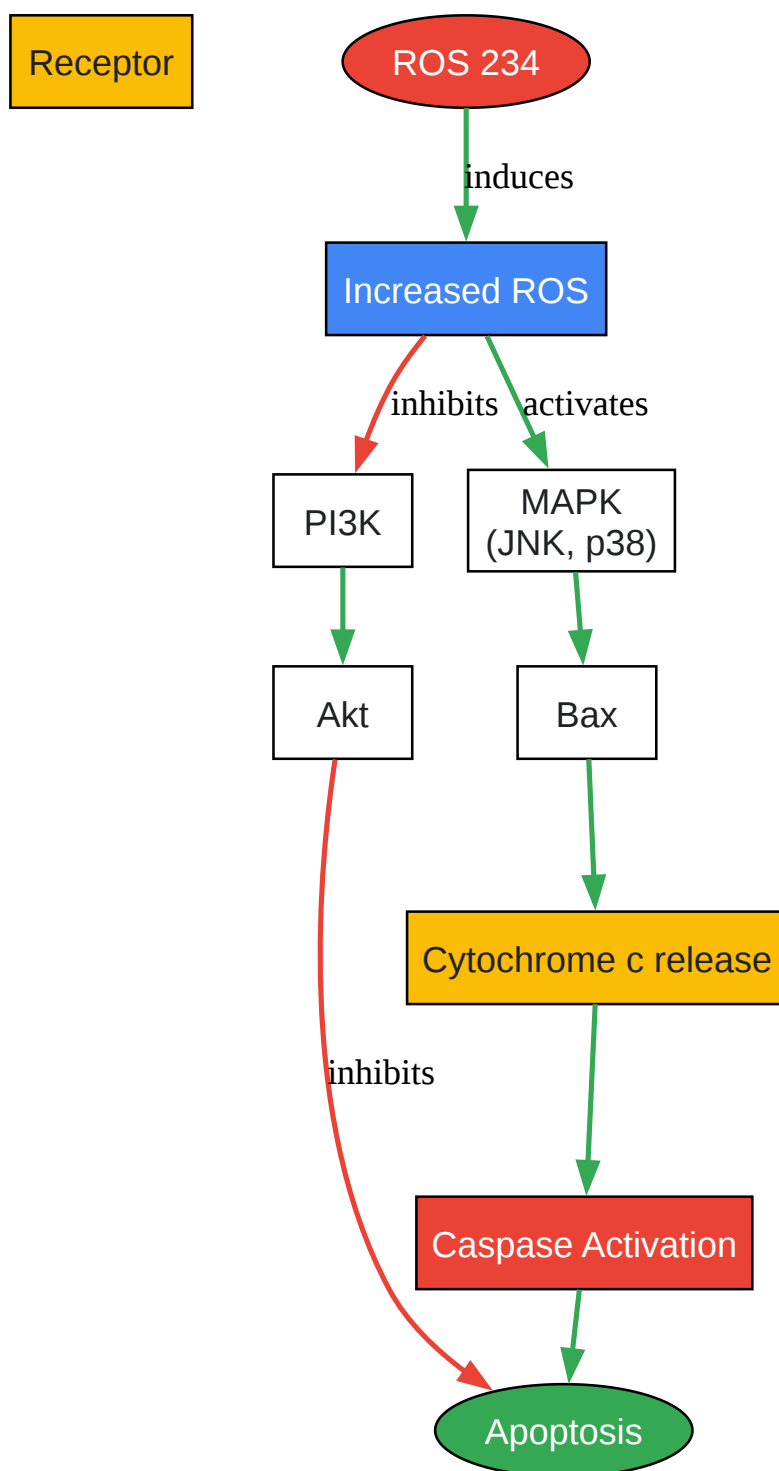 Receptor
ROS 234
induces
Increased ROS
inhibits
activates
PI3K
MAPK
(JNK, p38)
Akt
Bax
Cytochrome c release
inhibits
Caspase Activation
Apoptosis